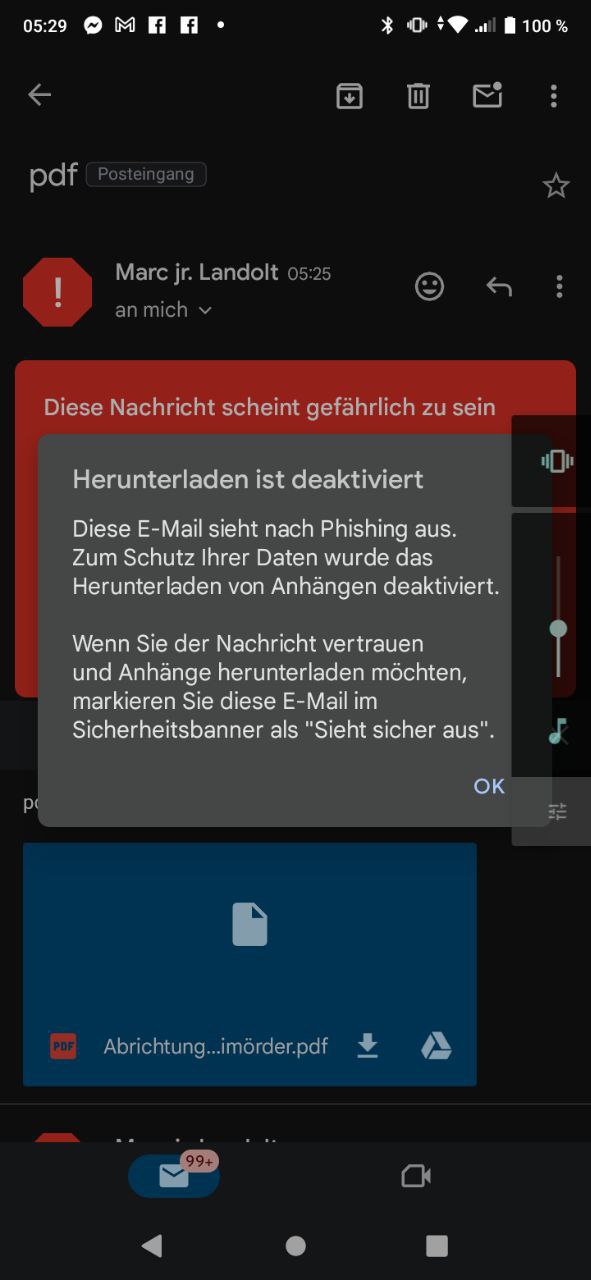 05:29
100 %
pdf Posteingang
!
Marc jr. Landolt 05:25
an mich
Diese Nachricht scheint gefährlich zu sein
Herunterladen ist deaktiviert
Diese E-Mail sieht nach Phishing aus.
Zum Schutz Ihrer Daten wurde das
Herunterladen von Anhängen deaktiviert.
Wenn Sie der Nachricht vertrauen
und Anhänge herunterladen möchten,
markieren Sie diese E-Mail im
Sicherheitsbanner als "Sieht sicher aus".
OK
PDF Abrichtung...imörder.pdf
99+